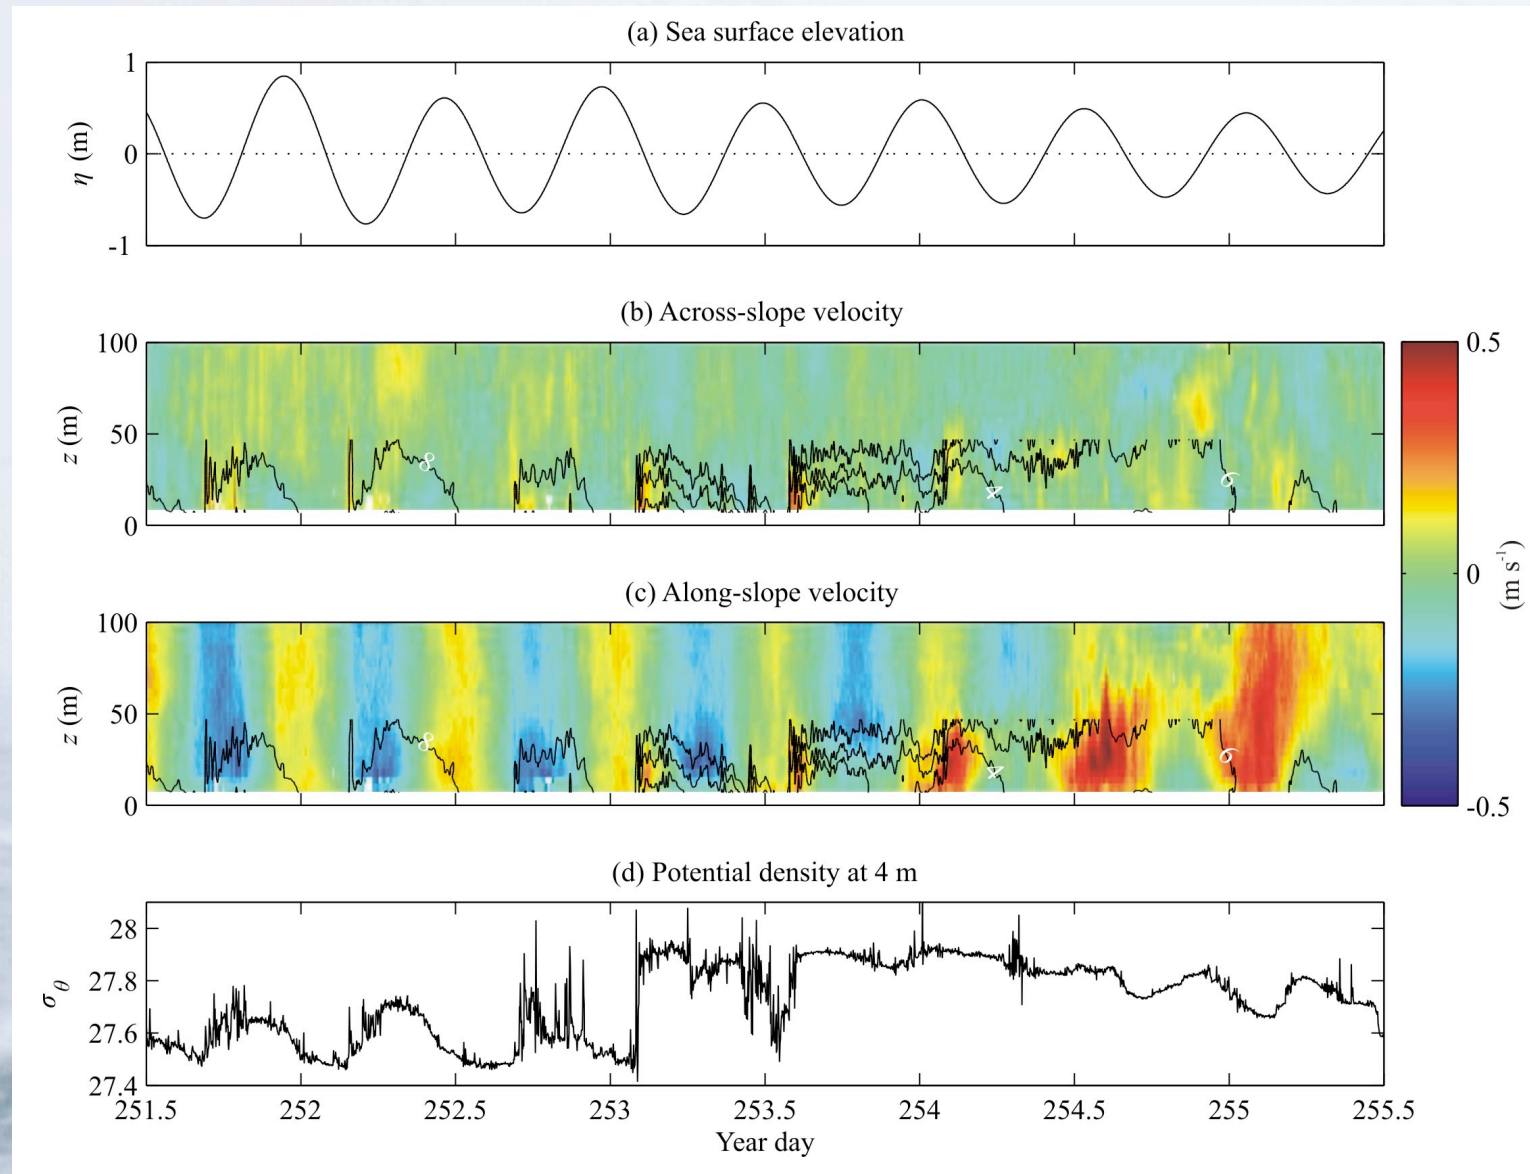 (a) Sea surface elevation
1
0
-1
η (m)
(b) Across-slope velocity
100
50
0
z (m)
8
4
6
0.5
0
-0.5
(m s⁻¹)
(c) Along-slope velocity
100
50
0
z (m)
8
4
6
(d) Potential density at 4 m
28
27.8
27.6
27.4
σθ
251.5 252 252.5 253 253.5 254 254.5 255 255.5
Year day